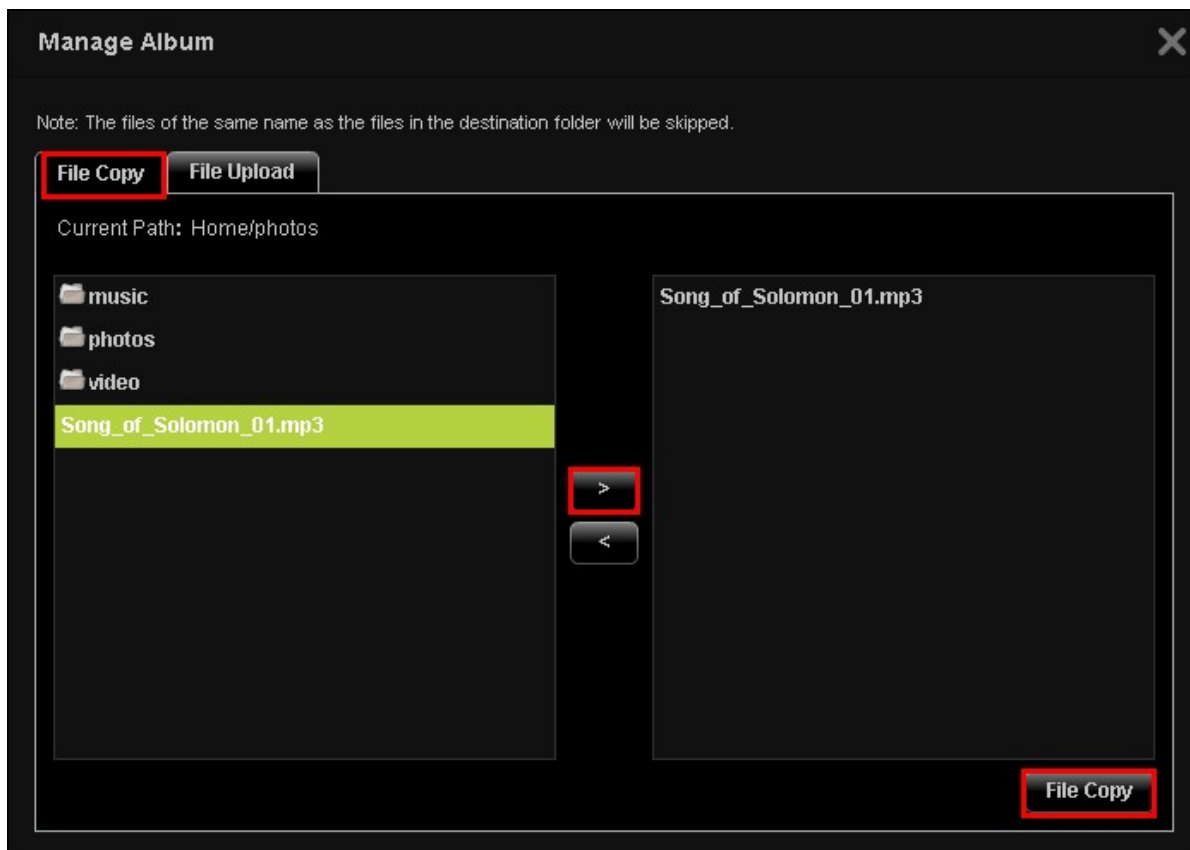 Manage Album
Note: The files of the same name as the files in the destination folder will be skipped.
File Copy
File Upload
Current Path: Home/photos
music
photos
video
Song_of_Solomon_01.mp3
>
<
Song_of_Solomon_01.mp3
File Copy